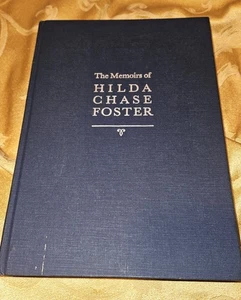 The Memoirs of
HILDA
CHASE
FOSTER